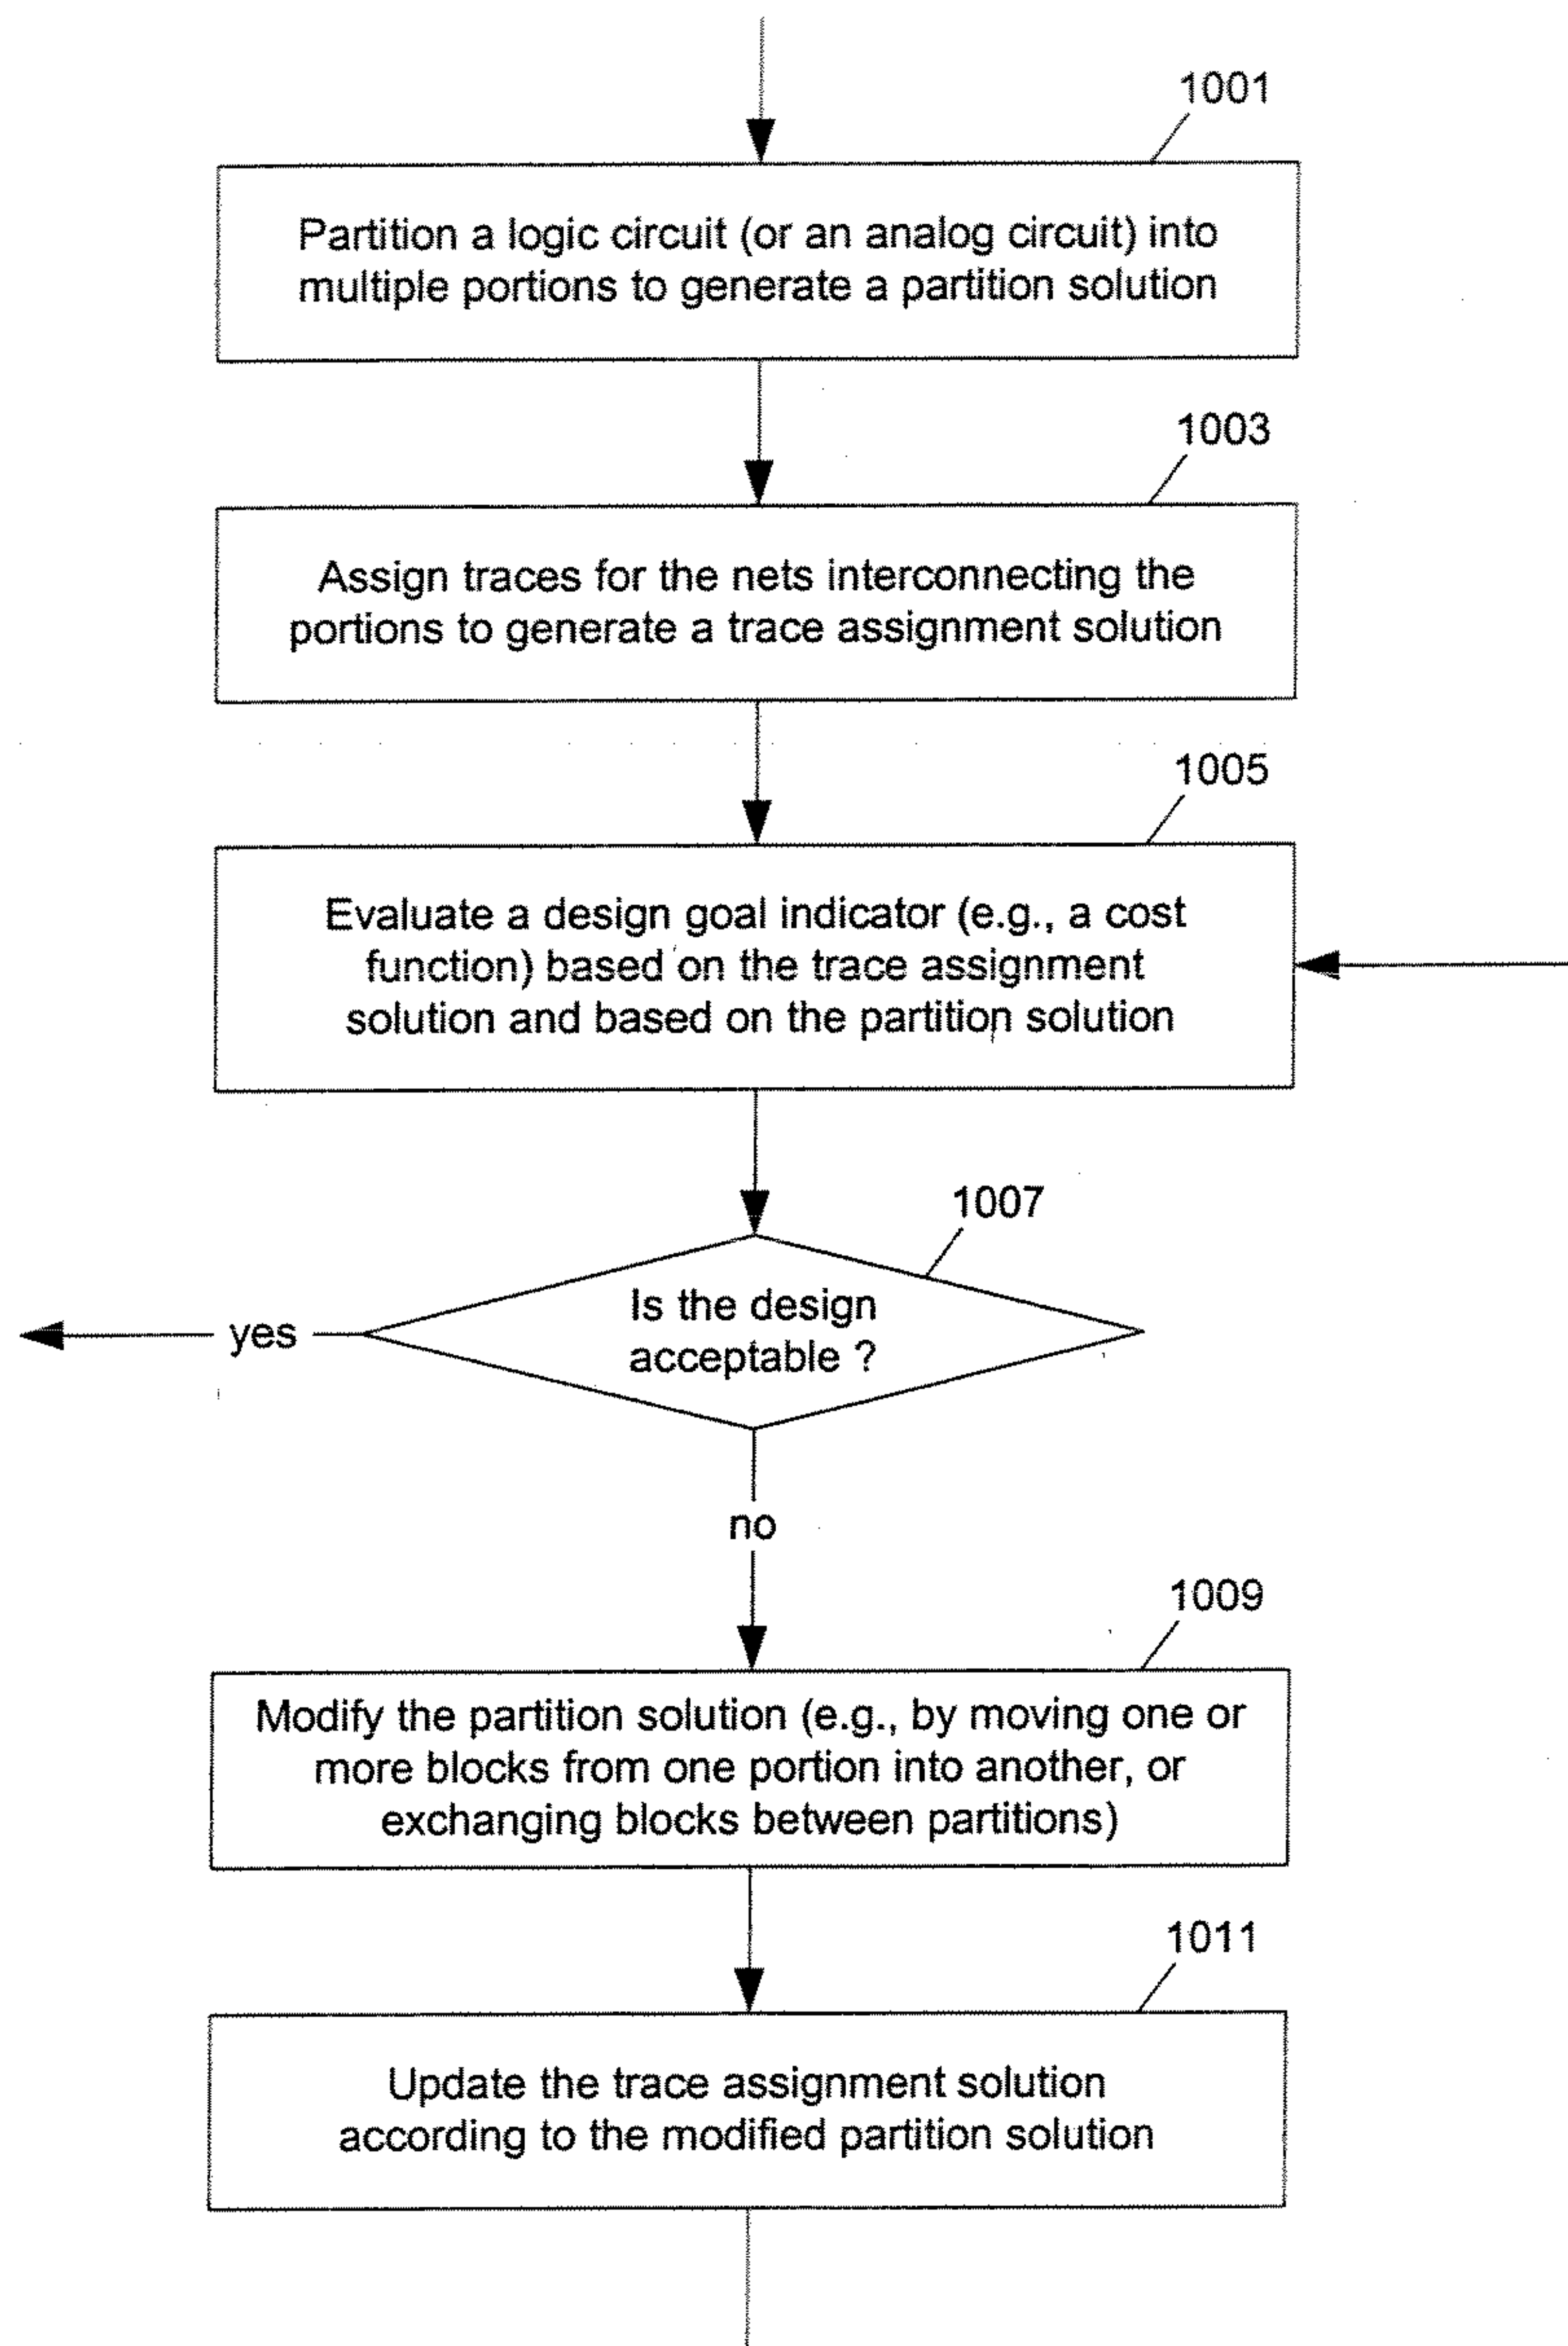 1001
Partition a logic circuit (or an analog circuit) into
multiple portions to generate a partition solution
1003
Assign traces for the nets interconnecting the
portions to generate a trace assignment solution
1005
Evaluate a design goal indicator (e.g., a cost
function) based on the trace assignment
solution and based on the partition solution
1007
Is the design
acceptable ?
yes
no
1009
Modify the partition solution (e.g., by moving one or
more blocks from one portion into another, or
exchanging blocks between partitions)
1011
Update the trace assignment solution
according to the modified partition solution